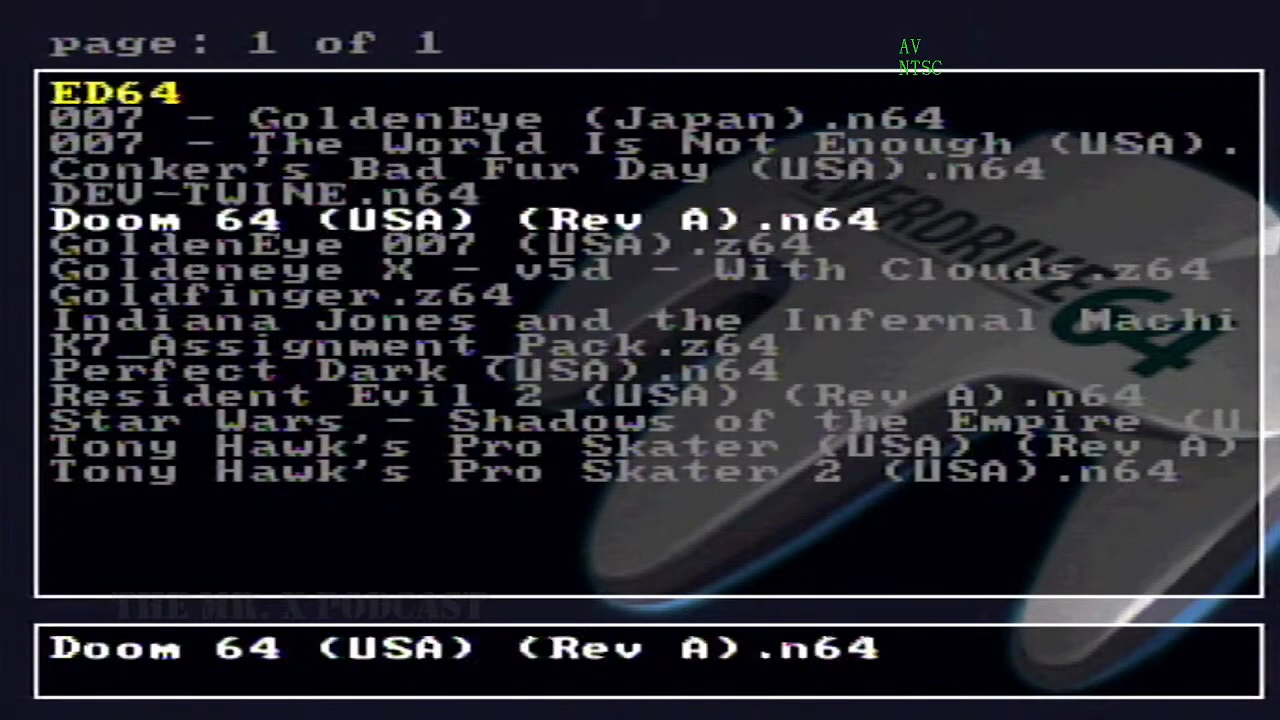 page: 1 of 1
AV
NTSC
ED64
007 - GoldenEye (Japan).n64
007 - The World Is Not Enough (USA).
Conker's Bad Fur Day (USA).n64
DEV-TWINE.n64
Doom 64 (USA) (Rev A).n64
GoldenEye 007 (USA).z64
Goldeneye X - v5d - With Clouds.z64
Goldfinger.z64
Indiana Jones and the Infernal Machi
K7_Assignment_Pack.z64
Perfect Dark (USA).n64
Resident Evil 2 (USA) (Rev A).n64
Star Wars - Shadows of the Empire (U
Tony Hawk's Pro Skater (USA) (Rev A)
Tony Hawk's Pro Skater 2 (USA).n64
EVERDRIVE
64
THE MR. X PODCAST
Doom 64 (USA) (Rev A).n64